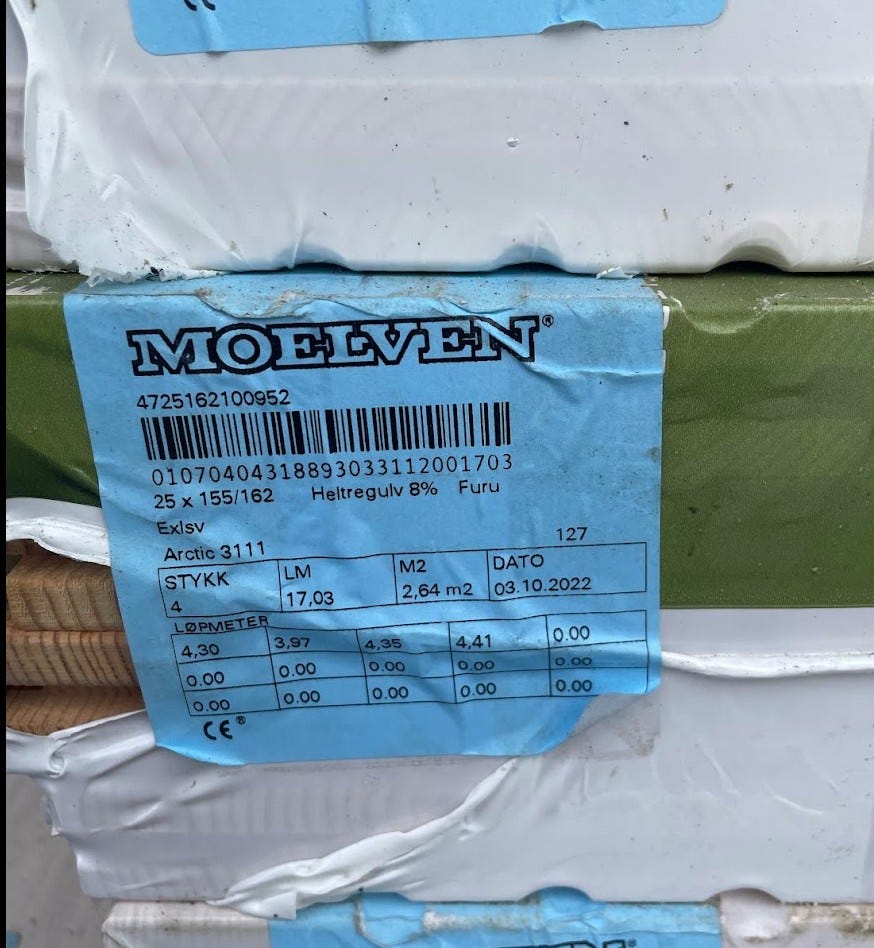 MOELVEN®
4725162100952
01070404318893033112001703
25 x 155/162 Heltregulv 8% Furu
Exlsv
Arctic 3111 127
STYKK LM M2 DATO
4 17,03 2,64 m2 03.10.2022
LØPMETER
4,30 3,97 4,35 4,41 0.00
0.00 0.00 0.00 0.00 0.00
0.00 0.00 0.00 0.00 0.00
CE®